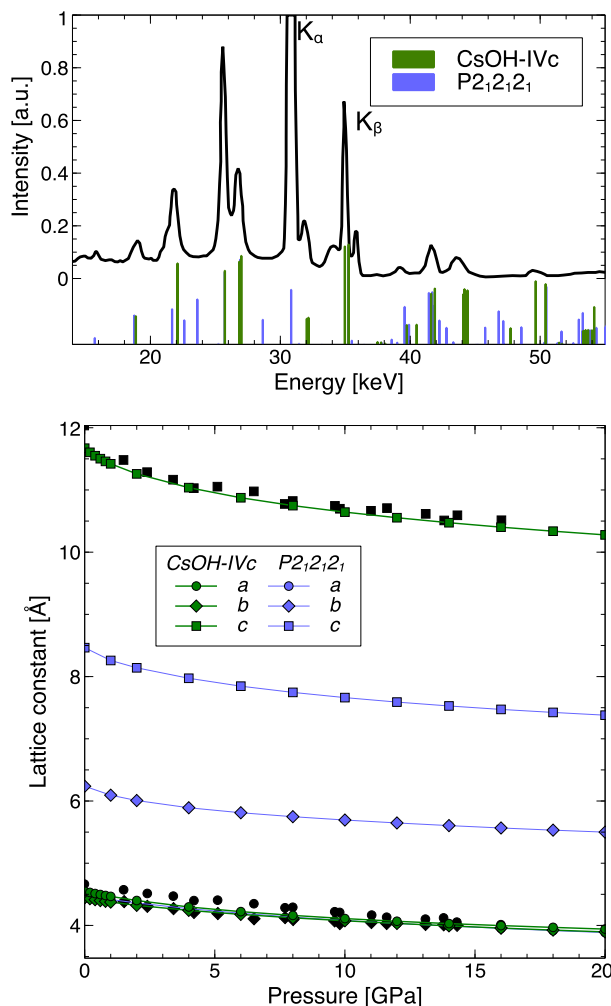 1
0.8
0.6
0.4
0.2
0
Intensity [a.u.]
Kα
Kβ
CsOH-IVc
P2₁2₁2₁
20 30 40 50
Energy [keV]
12
10
8
6
4
Lattice constant [Å]
CsOH-IVc P2₁2₁2₁
a a
b b
c c
0 5 10 15 20
Pressure [GPa]